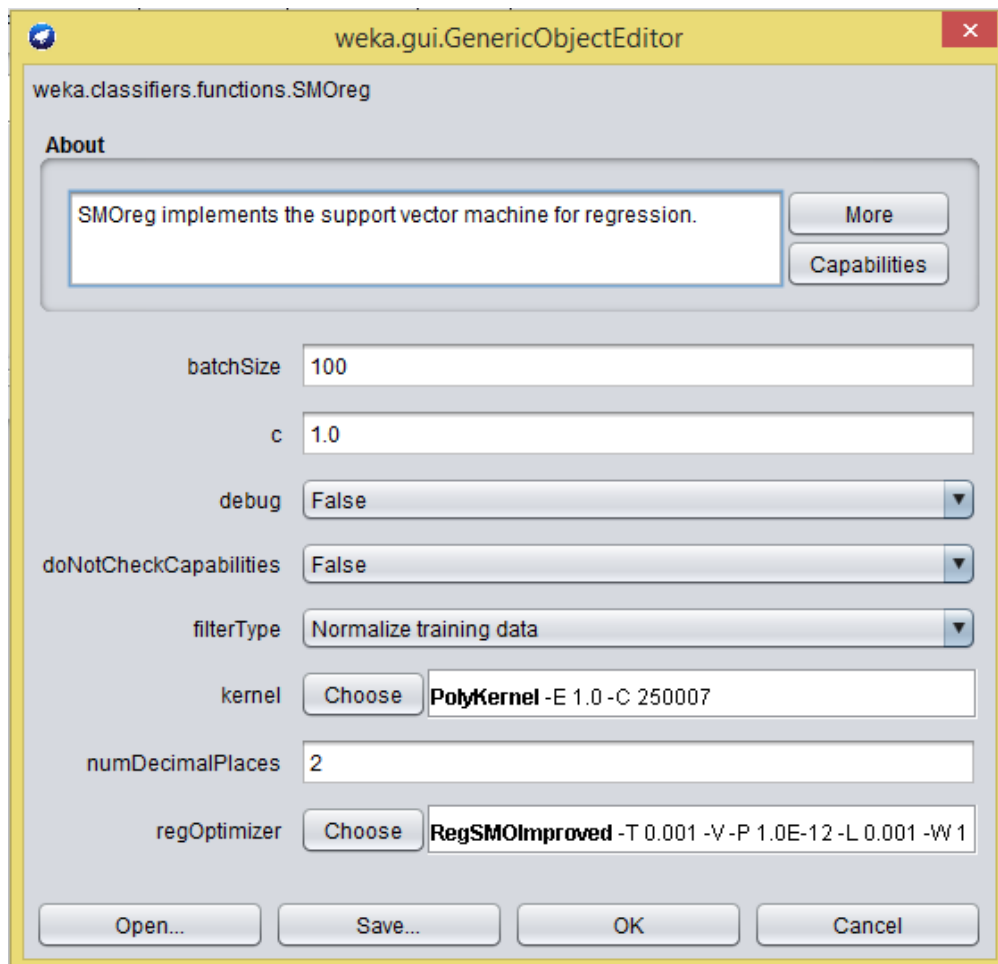 weka.gui.GenericObjectEditor
weka.classifiers.functions.SMOreg
About
SMOreg implements the support vector machine for regression.
More
Capabilities
batchSize 100
c 1.0
debug False
doNotCheckCapabilities False
filterType Normalize training data
kernel Choose PolyKernel -E 1.0 -C 250007
numDecimalPlaces 2
regOptimizer Choose RegSMOImproved -T 0.001 -V -P 1.0E-12 -L 0.001 -W 1
Open... Save... OK Cancel